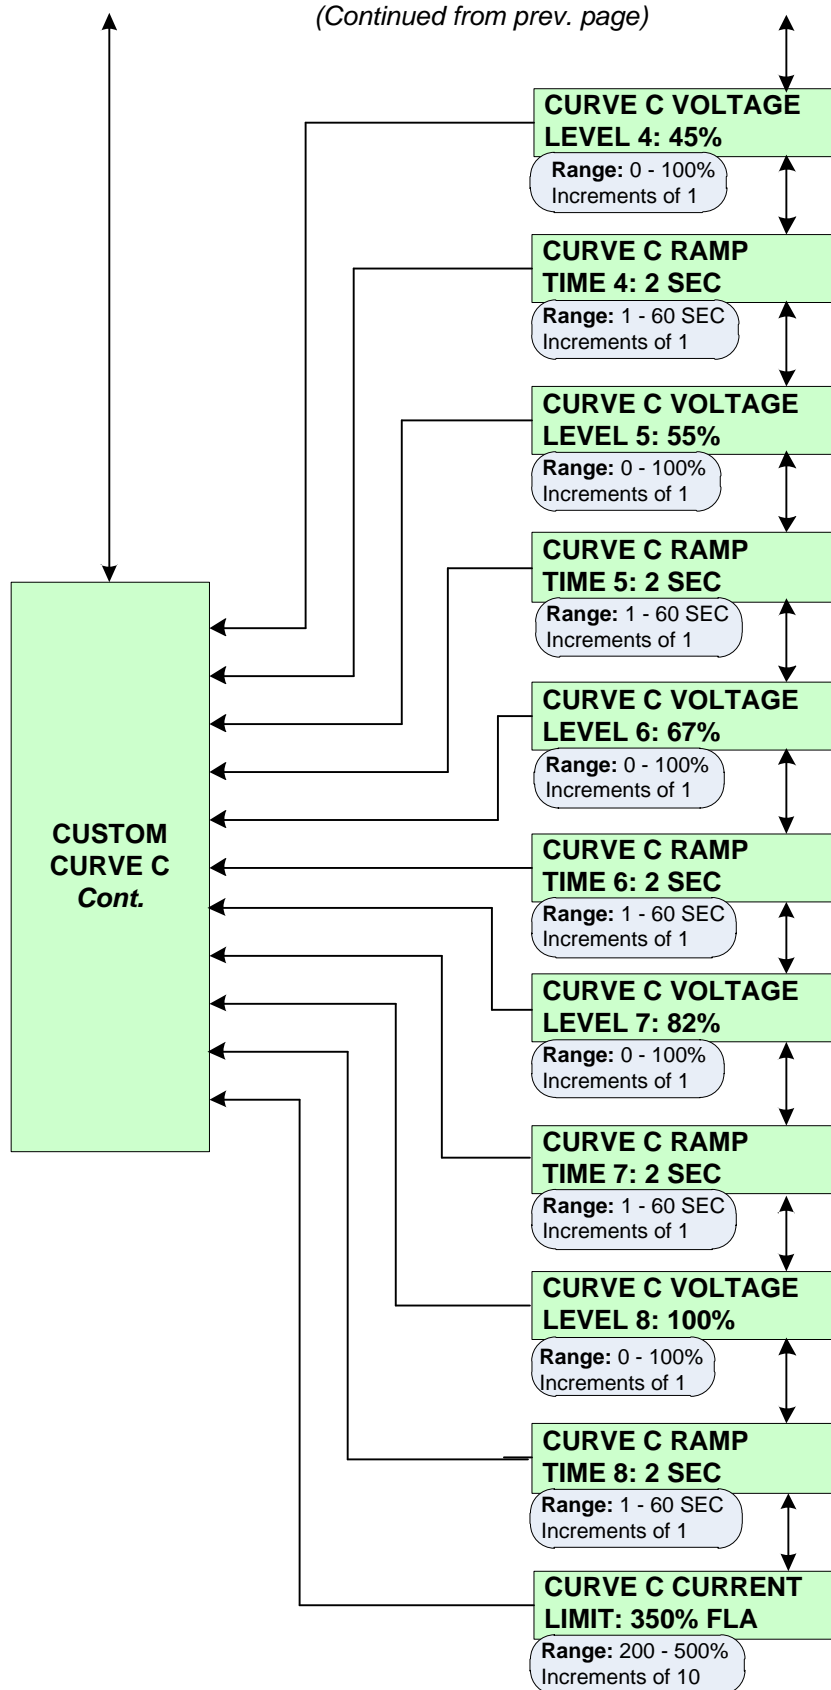 (Continued from prev. page)
CURVE C VOLTAGE
LEVEL 4: 45%
Range: 0 - 100%
Increments of 1
CURVE C RAMP
TIME 4: 2 SEC
Range: 1 - 60 SEC
Increments of 1
CURVE C VOLTAGE
LEVEL 5: 55%
Range: 0 - 100%
Increments of 1
CURVE C RAMP
TIME 5: 2 SEC
Range: 1 - 60 SEC
Increments of 1
CURVE C VOLTAGE
LEVEL 6: 67%
Range: 0 - 100%
Increments of 1
CUSTOM
CURVE C
Cont.
CURVE C RAMP
TIME 6: 2 SEC
Range: 1 - 60 SEC
Increments of 1
CURVE C VOLTAGE
LEVEL 7: 82%
Range: 0 - 100%
Increments of 1
CURVE C RAMP
TIME 7: 2 SEC
Range: 1 - 60 SEC
Increments of 1
CURVE C VOLTAGE
LEVEL 8: 100%
Range: 0 - 100%
Increments of 1
CURVE C RAMP
TIME 8: 2 SEC
Range: 1 - 60 SEC
Increments of 1
CURVE C CURRENT
LIMIT: 350% FLA
Range: 200 - 500%
Increments of 10